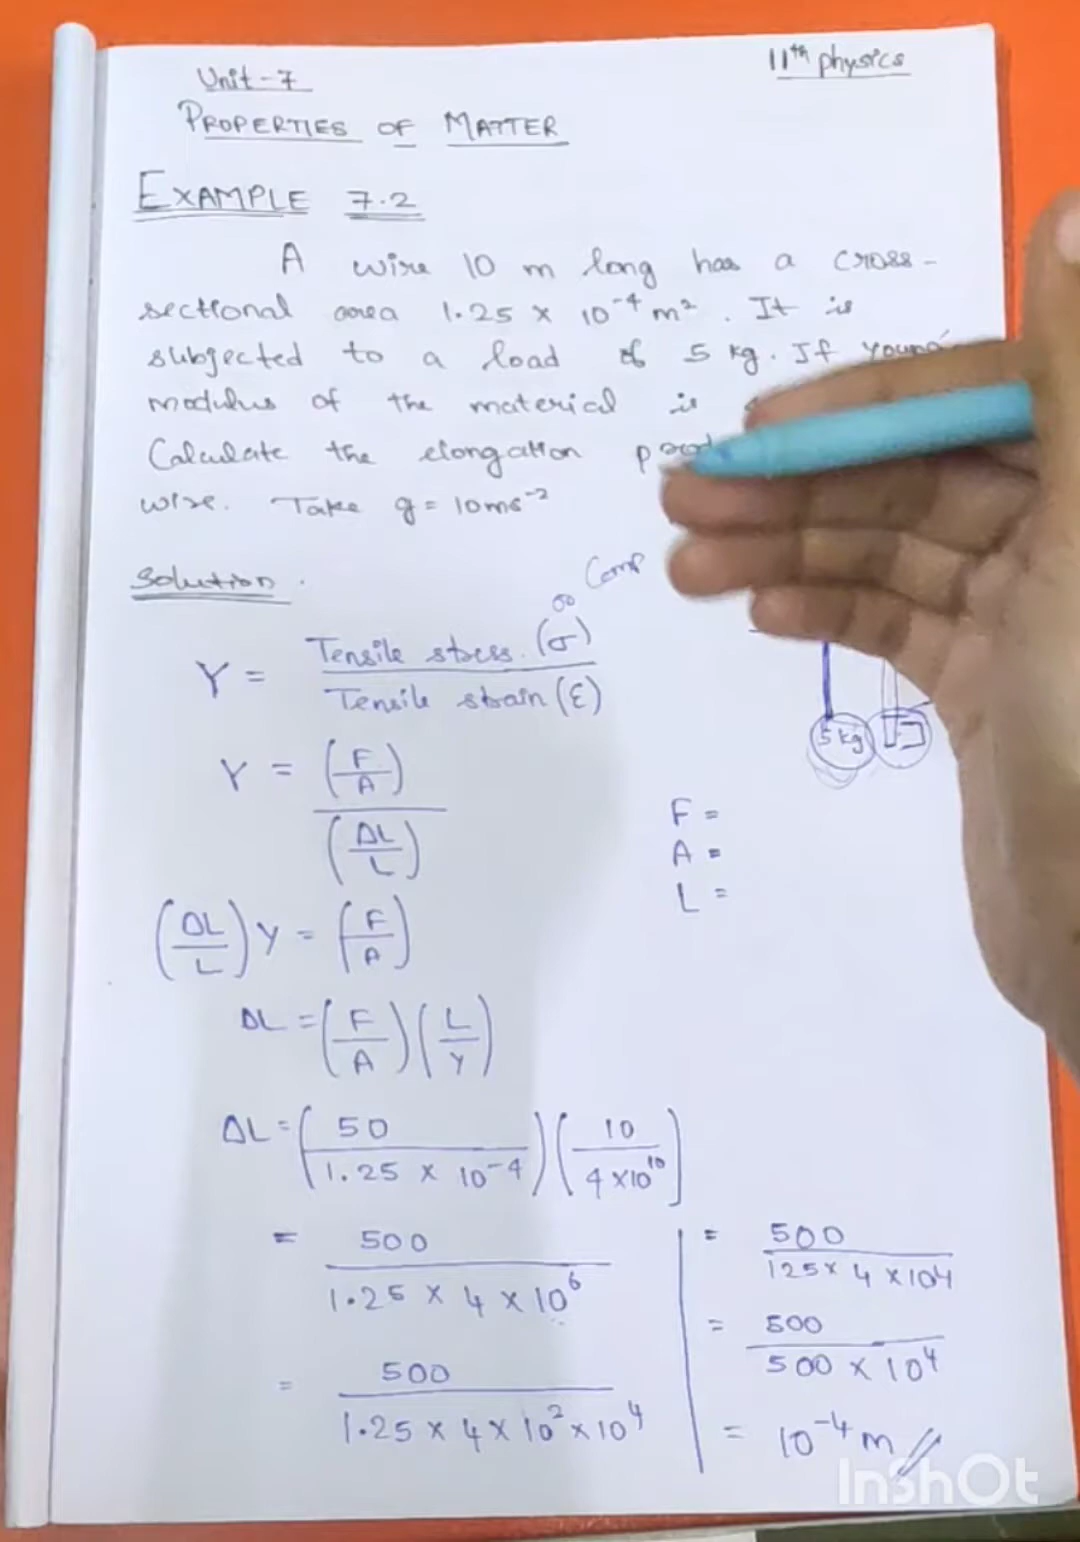 Unit-7
11th physics
PROPERTIES OF MATTER
EXAMPLE 7.2
A wire 10 m long has a cross-
sectional area 1.25 × 10⁻⁴ m². It is
subjected to a load of 5 kg. If
modulus of the material is
Calculate the elongation
wire. Take g = 10ms⁻²
Solution.
Comp
Y = Tensile stress. (σ) / Tensile strain (ε)
5 kg
Y = (F/A) / (ΔL/L)
F =
A =
L =
(ΔL/L) Y = (F/A)
ΔL = (F/A) (L/Y)
ΔL = (50 / 1.25 × 10⁻⁴) (10 / 4 × 10¹⁰)
= 500 / 1.25 × 4 × 10⁶
= 500 / 1.25 × 4 × 10² × 10⁴
= 500 / 125 × 4 × 10⁴
= 500 / 500 × 10⁴
= 10⁻⁴ m //
InShOt